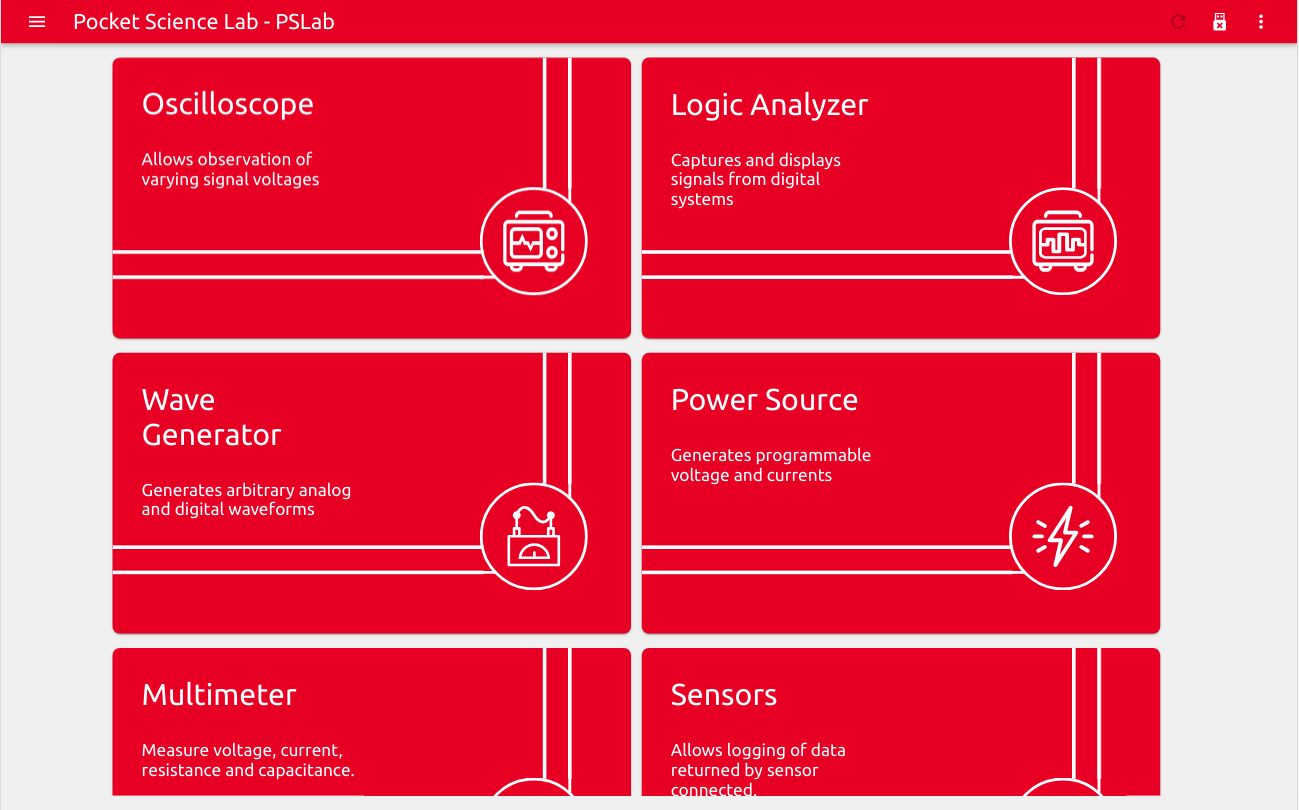 Pocket Science Lab - PSLab
Oscilloscope
Allows observation of
varying signal voltages
Logic Analyzer
Captures and displays
signals from digital
systems
Wave
Generator
Generates arbitrary analog
and digital waveforms
Power Source
Generates programmable
voltage and currents
Multimeter
Measure voltage, current,
resistance and capacitance.
Sensors
Allows logging of data
returned by sensor
connected.